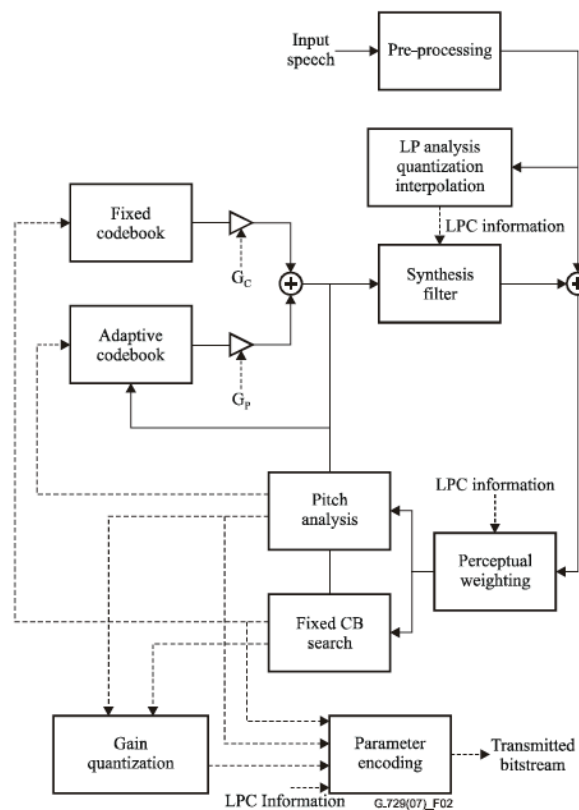 Input
speech
Pre-processing
LP analysis
quantization
interpolation
LPC information
Fixed
codebook
G_C
Synthesis
filter
Adaptive
codebook
G_P
LPC information
Pitch
analysis
Perceptual
weighting
Fixed CB
search
Gain
quantization
Parameter
encoding
Transmitted
bitstream
LPC Information
G.729(07)_F02